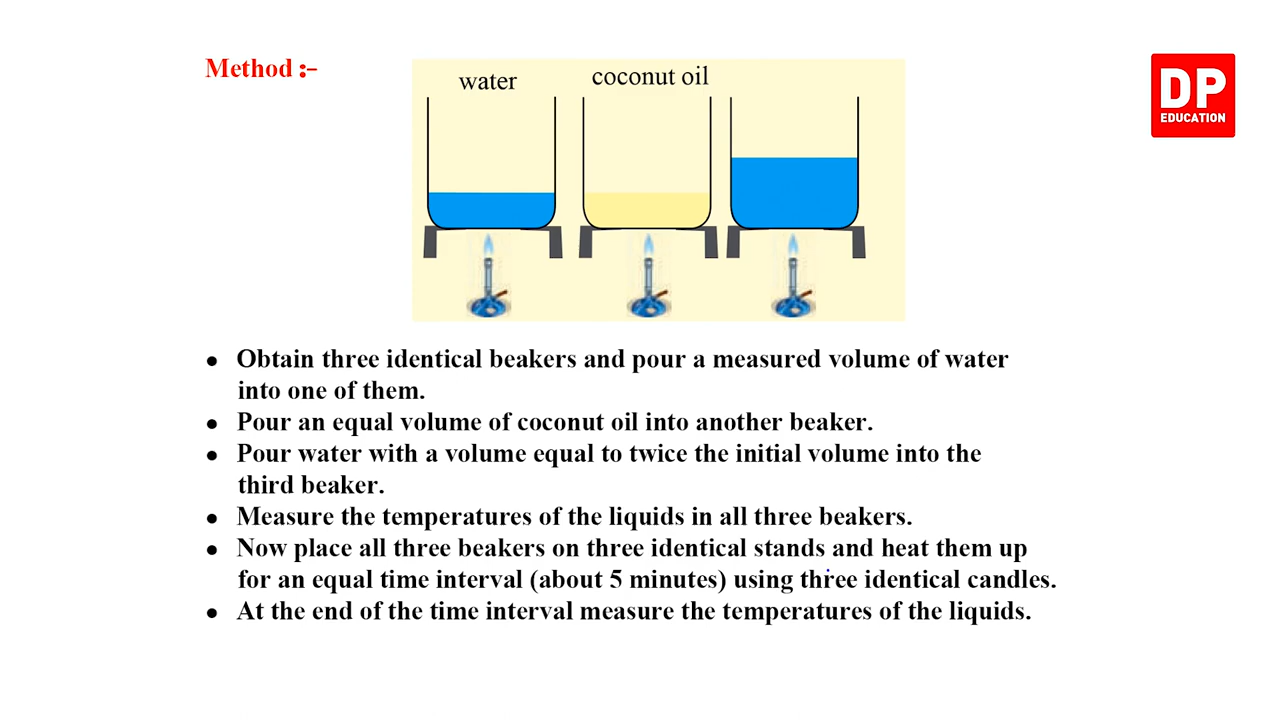 Method :-
water
coconut oil
DP
EDUCATION
• Obtain three identical beakers and pour a measured volume of water
into one of them.
• Pour an equal volume of coconut oil into another beaker.
• Pour water with a volume equal to twice the initial volume into the
third beaker.
• Measure the temperatures of the liquids in all three beakers.
• Now place all three beakers on three identical stands and heat them up
for an equal time interval (about 5 minutes) using three identical candles.
• At the end of the time interval measure the temperatures of the liquids.